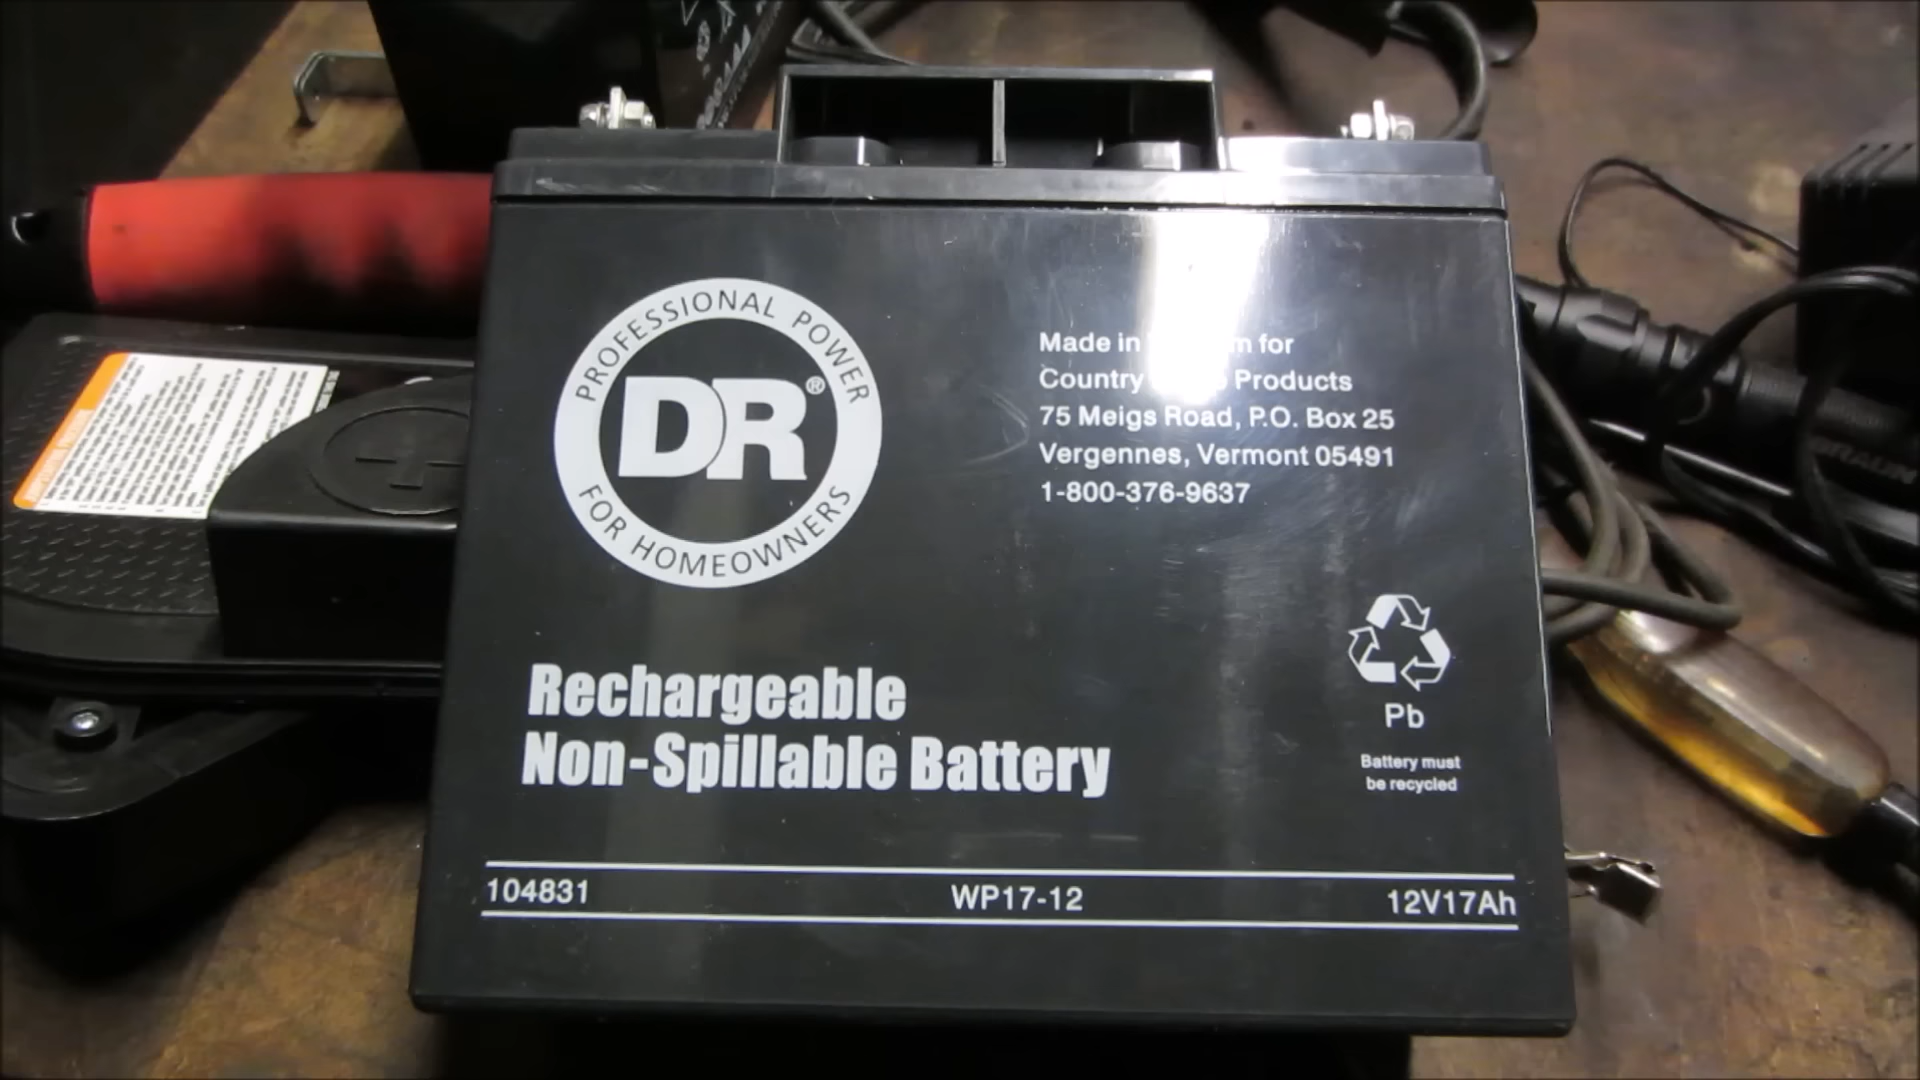 PROFESSIONAL POWER
DR®
FOR HOMEOWNERS
Made in for
Country Products
75 Meigs Road, P.O. Box 25
Vergennes, Vermont 05491
1-800-376-9637
Rechargeable
Non-Spillable Battery
Pb
Battery must
be recycled
104831
WP17-12
12V17Ah